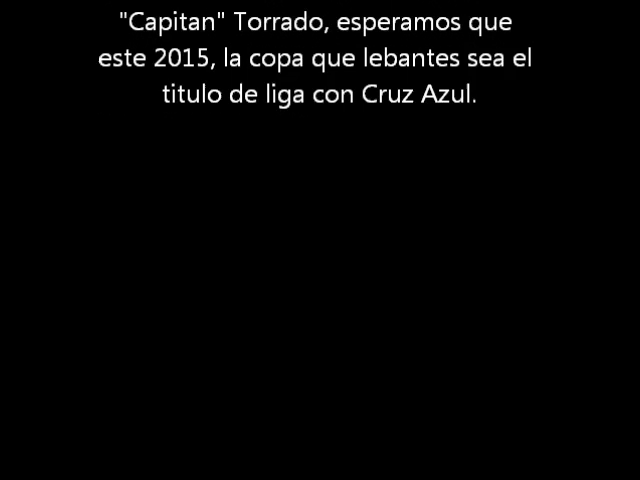 "Capitan" Torrado, esperamos que
este 2015, la copa que lebantes sea el
titulo de liga con Cruz Azul.